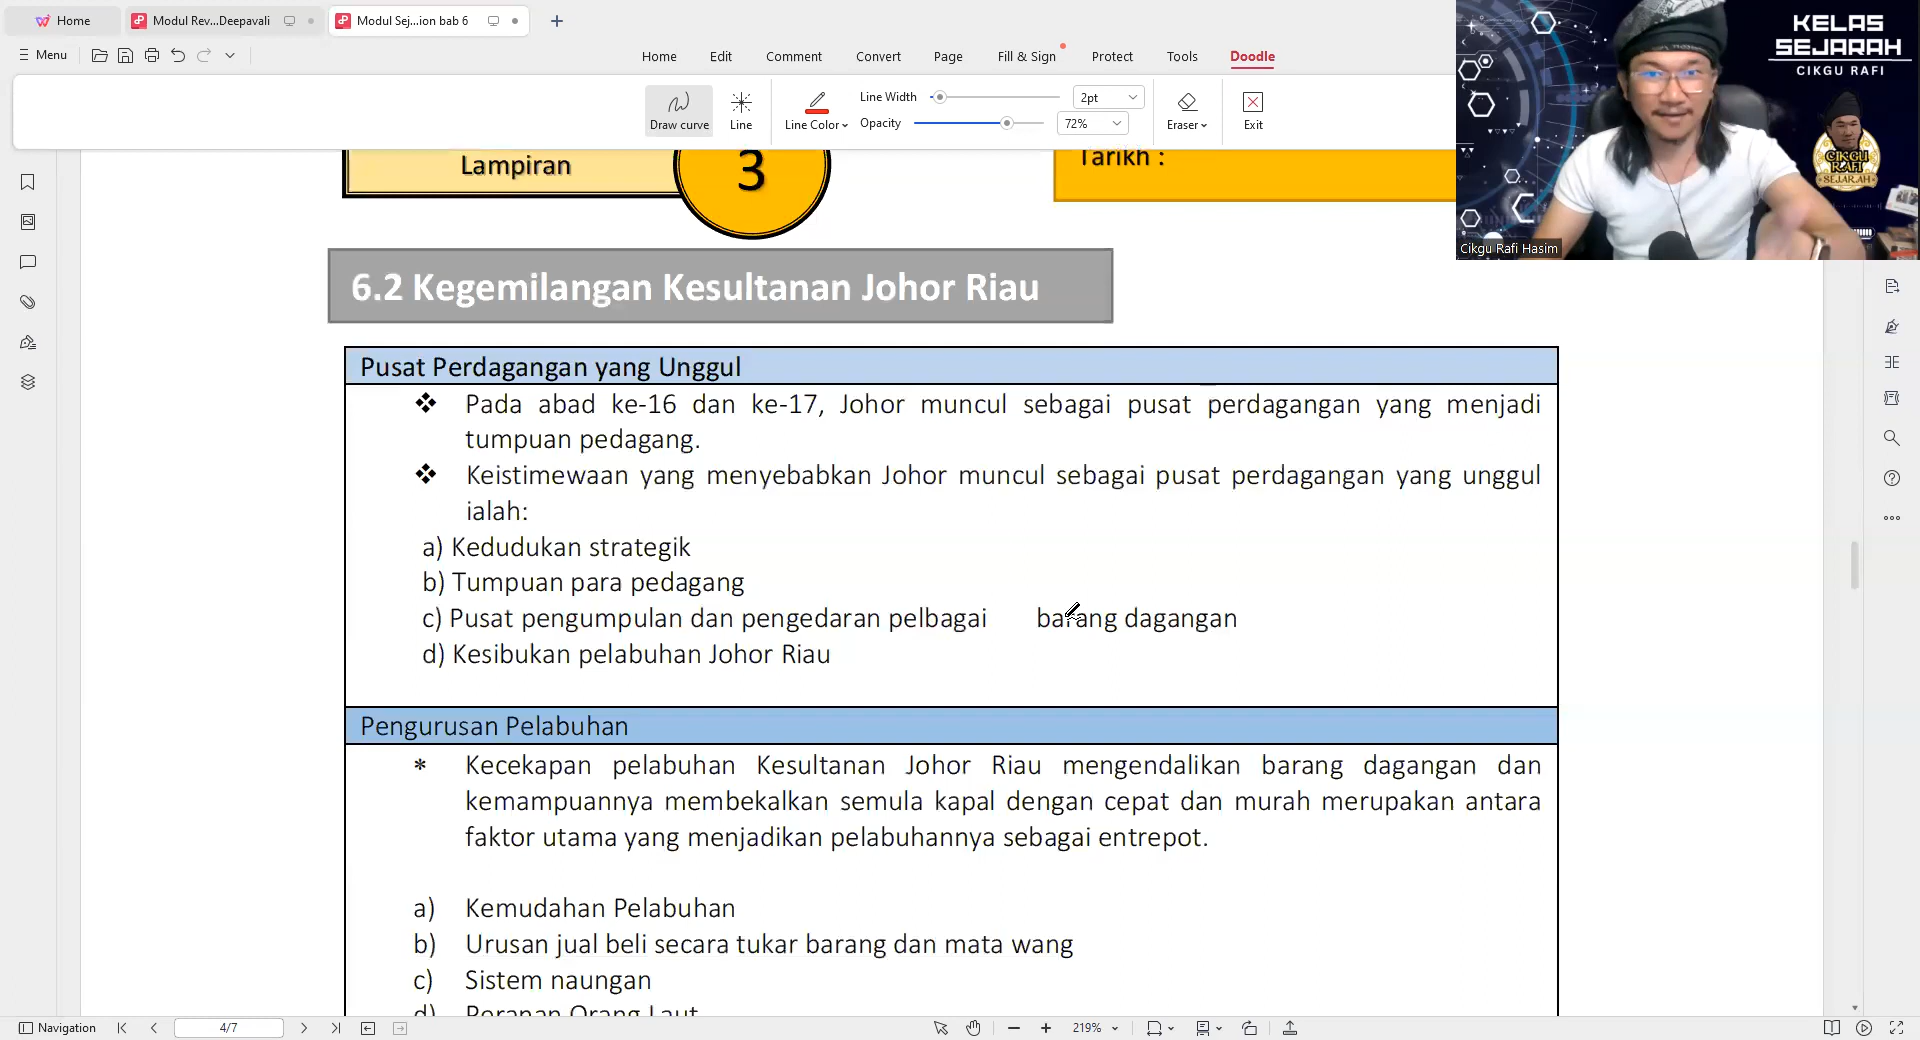 Home
Modul Rev...Deepavali
Modul Sej...ion bab 6
Menu
Home
Edit
Comment
Convert
Page
Fill & Sign
Protect
Tools
Doodle
Draw curve
Line
Line Color
Line Width
2pt
Opacity
72%
Eraser
Exit
KELAS
SEJARAH
CIKGU RAFI
CIKGU
RAFI
SEJARAH
Cikgu Rafi Hasim
Lampiran
3
Tarikh :
6.2 Kegemilangan Kesultanan Johor Riau
Pusat Perdagangan yang Unggul
❖ Pada abad ke-16 dan ke-17, Johor muncul sebagai pusat perdagangan yang menjadi
tumpuan pedagang.
❖ Keistimewaan yang menyebabkan Johor muncul sebagai pusat perdagangan yang unggul
ialah:
a) Kedudukan strategik
b) Tumpuan para pedagang
c) Pusat pengumpulan dan pengedaran pelbagai barang dagangan
d) Kesibukan pelabuhan Johor Riau
Pengurusan Pelabuhan
* Kecekapan pelabuhan Kesultanan Johor Riau mengendalikan barang dagangan dan
kemampuannya membekalkan semula kapal dengan cepat dan murah merupakan antara
faktor utama yang menjadikan pelabuhannya sebagai entrepot.
a) Kemudahan Pelabuhan
b) Urusan jual beli secara tukar barang dan mata wang
c) Sistem naungan
d) Peranan Orang Laut
Navigation
4/7
219%